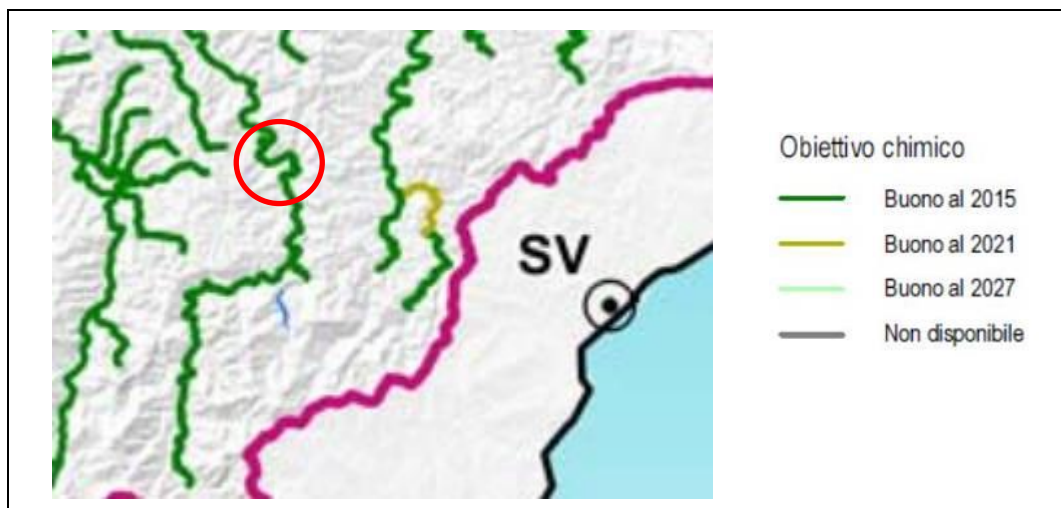 SV
Obiettivo chimico
Buono al 2015
Buono al 2021
Buono al 2027
Non disponibile